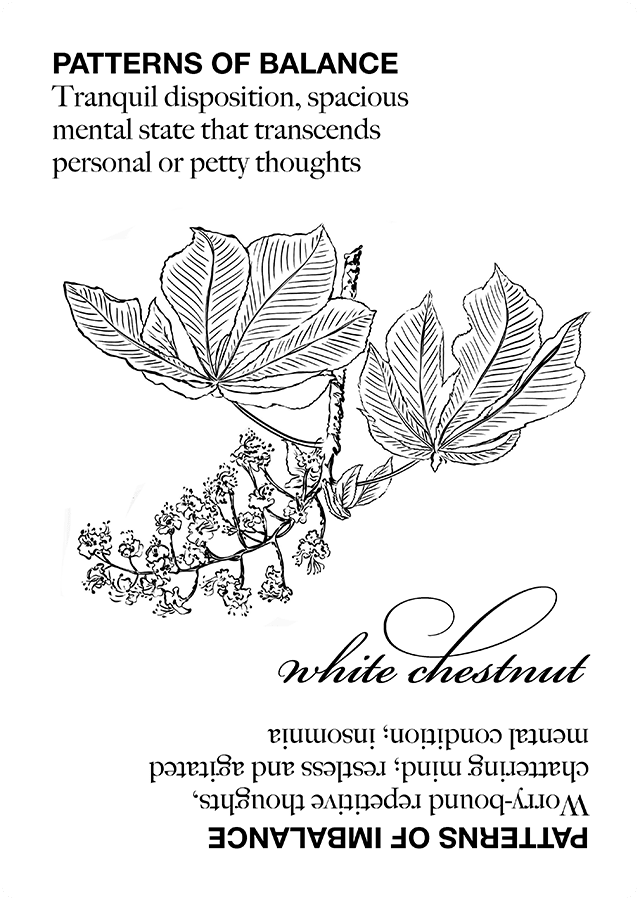 PATTERNS OF BALANCE
Tranquil disposition, spacious
mental state that transcends
personal or petty thoughts
white chestnut
PATTERNS OF IMBALANCE
Worry-bound repetitive thoughts,
chattering mind; restless and agitated
mental condition; insomnia